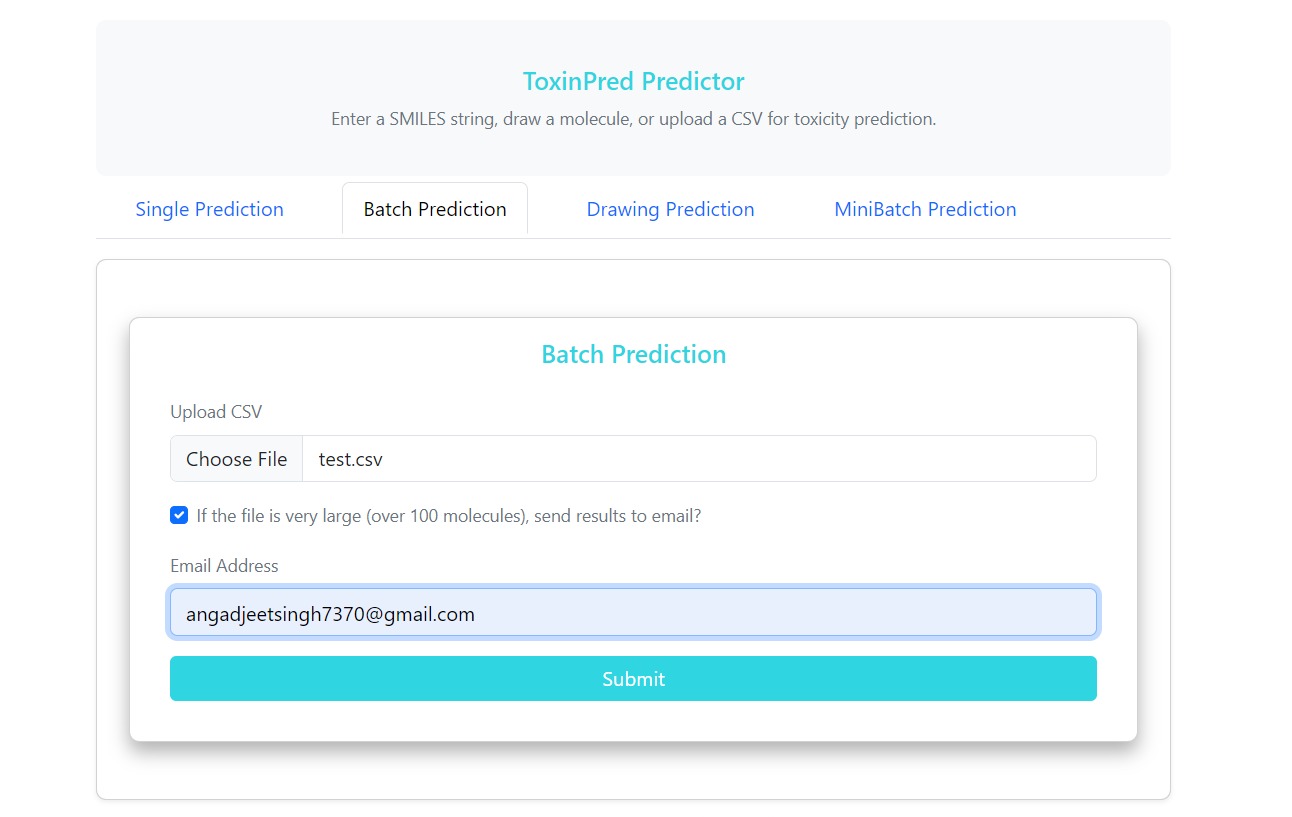 ToxinPred Predictor
Enter a SMILES string, draw a molecule, or upload a CSV for toxicity prediction.
Single Prediction Batch Prediction Drawing Prediction MiniBatch Prediction
Batch Prediction
Upload CSV
Choose File test.csv
If the file is very large (over 100 molecules), send results to email?
Email Address
angadjeetsingh7370@gmail.com
Submit